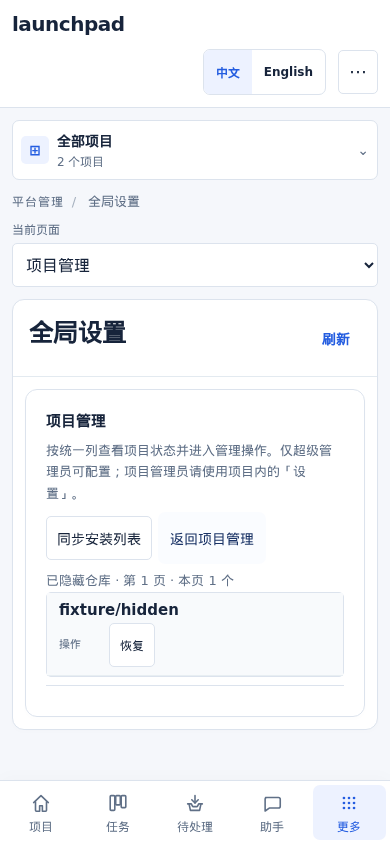 launchpad
中文
English
···
全部项目
2 个项目
平台管理 / 全局设置
当前页面
项目管理
全局设置
刷新
项目管理
按统一列查看项目状态并进入管理操作。仅超级管
理员可配置；项目管理员请使用项目内的「设
置」。
同步安装列表
返回项目管理
已隐藏仓库 · 第 1 页 · 本页 1 个
fixture/hidden
操作
恢复
项目
任务
待处理
助手
更多